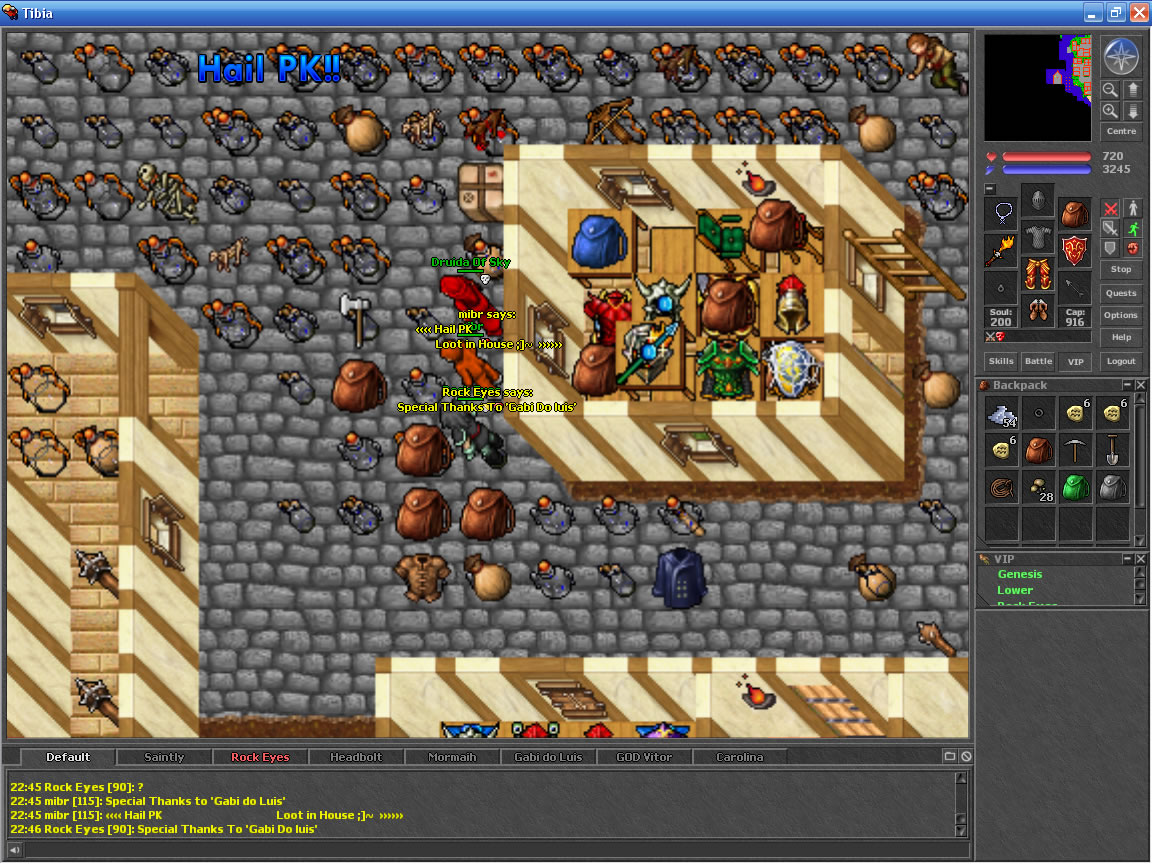 Tibia
Hail PK!!
Centre
720
3245
Druida Of Sky
mibr says:
‹‹‹‹ Hail PK
Loot in House ;]~ ››››››
Rock Eyes says:
Special Thanks To 'Gabi Do luis'
Soul:
200
Cap:
916
Stop
Quests
Options
Help
Skills
Battle
VIP
Logout
Backpack
54
6
6
6
28
VIP
Genesis
Lower
Rock Eyes
Default
Saintly
Rock Eyes
Headbolt
Mormaih
Gabi do Luis
GOD Vitor
Carolina
22:45 Rock Eyes [90]: ?
22:45 mibr [115]: Special Thanks to 'Gabi do Luis'
22:45 mibr [115]: ‹‹‹‹ Hail PK Loot in House ;]~ ››››››
22:46 Rock Eyes [90]: Special Thanks To 'Gabi Do luis'